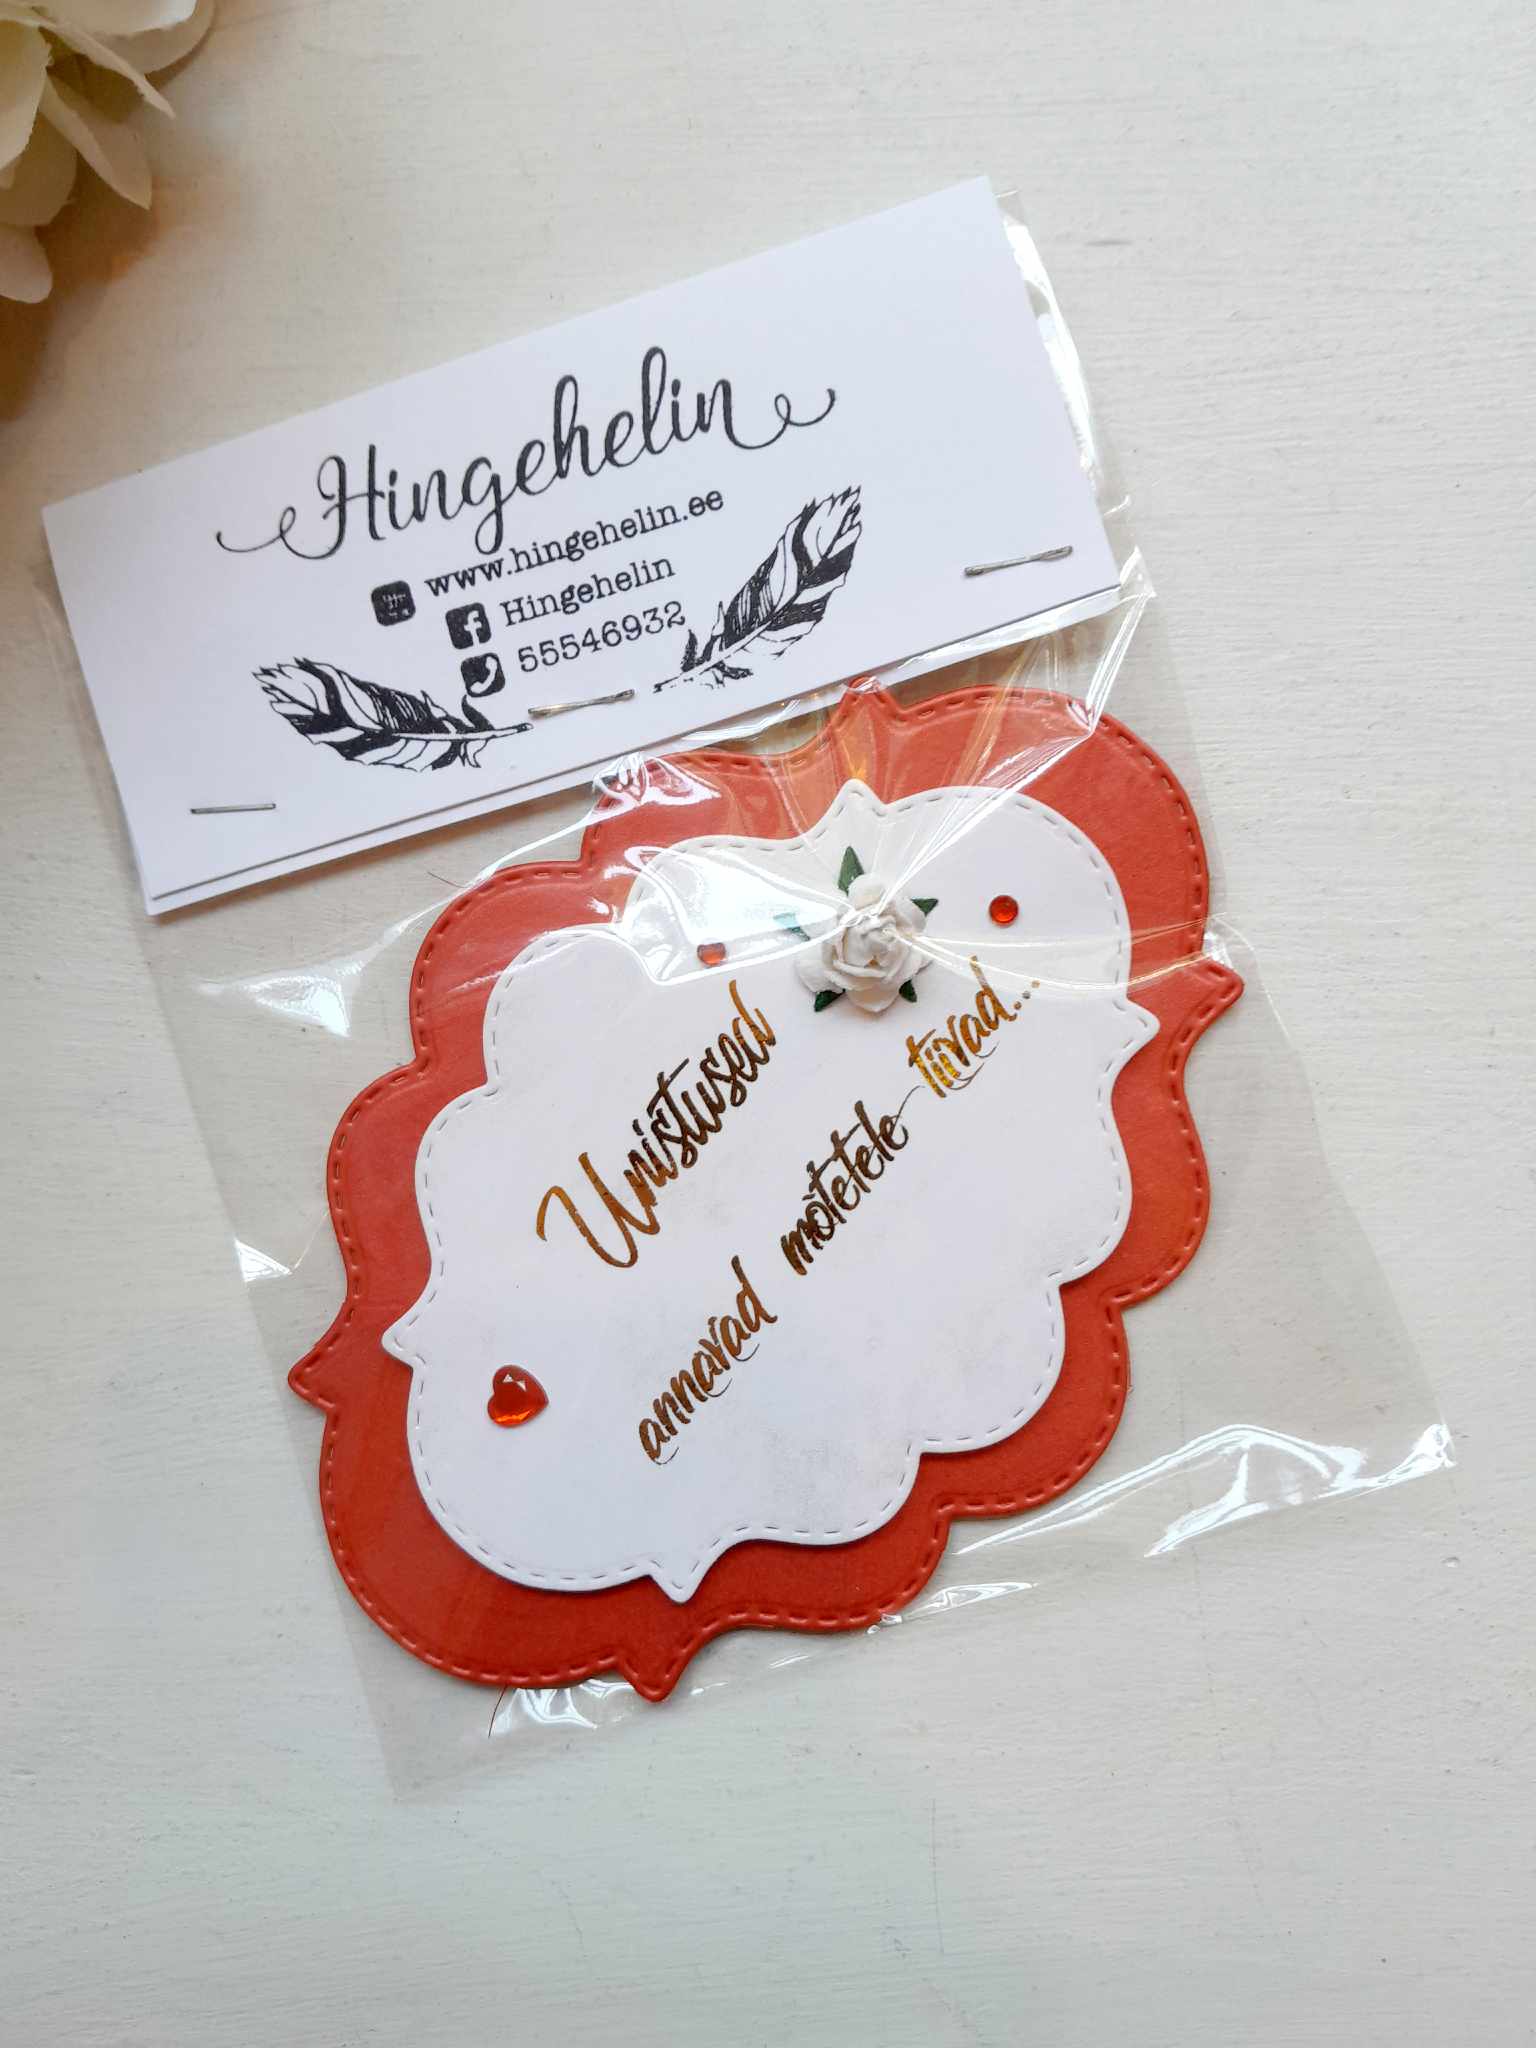 Hingehelin
www.hingehelin.ee
Hingehelin
55546932
Unistused
annavad mõtetele tiivad...